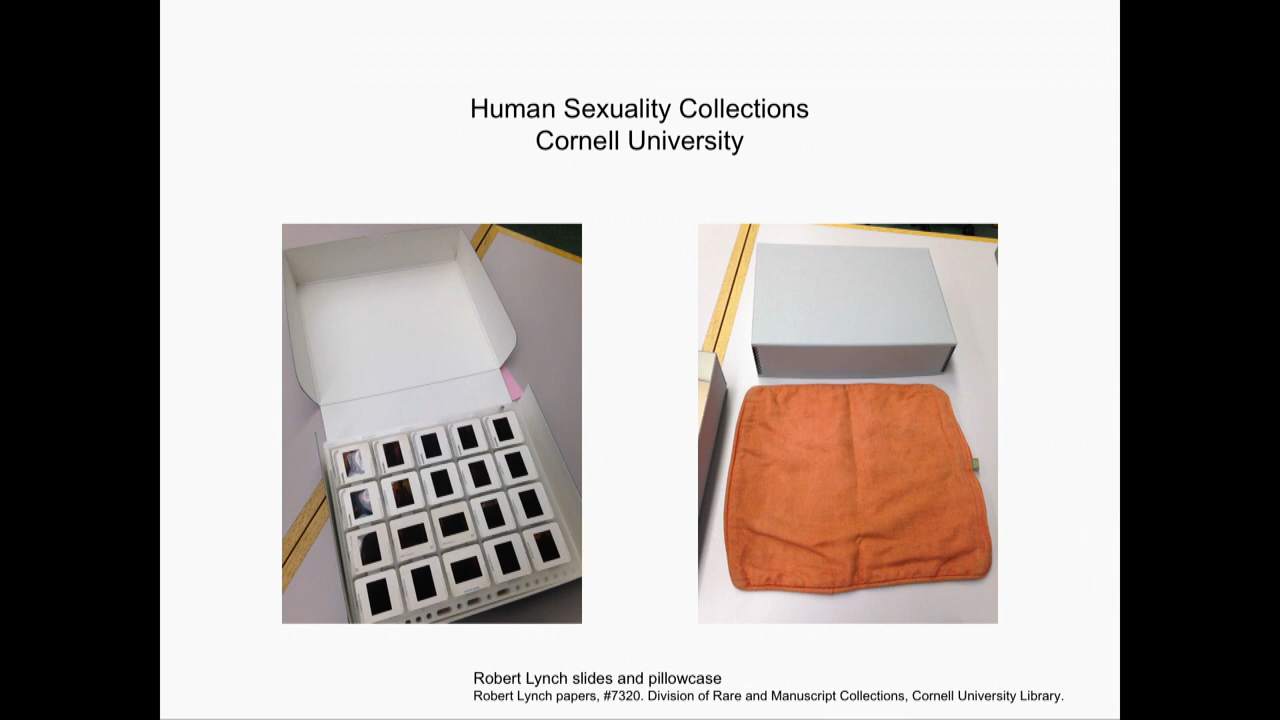 Human Sexuality Collections
Cornell University
Robert Lynch slides and pillowcase
Robert Lynch papers, #7320. Division of Rare and Manuscript Collections, Cornell University Library.